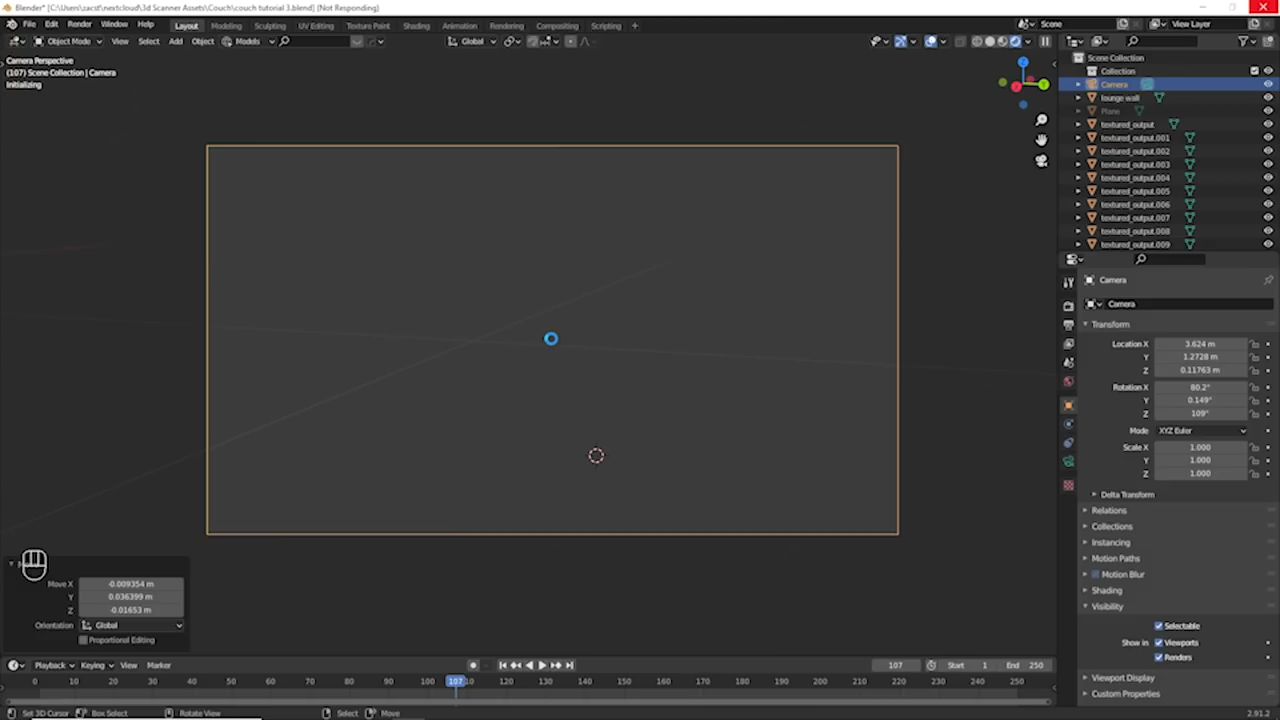 Blender* [C:\Users\zacst\nextcloud\3d Scanner Assets\Couch\couch tutorial 3.blend] (Not Responding)
File Edit Render Window Help Layout Modeling Sculpting UV Editing Texture Paint Shading Animation Rendering Compositing Scripting + Scene View Layer
Object Mode View Select Add Object Models Global
Camera Perspective
(107) Scene Collection | Camera
Initializing
Z
Scene Collection
Collection
Camera
lounge wall
Plane
textured_output
textured_output.001
textured_output.002
textured_output.003
textured_output.004
textured_output.005
textured_output.006
textured_output.007
textured_output.008
textured_output.009
Camera
Camera
Transform
Location X 3.624 m
Y 1.2728 m
Z 0.11763 m
Rotation X 80.2°
Y 0.149°
Z 109°
Mode XYZ Euler
Scale X 1.000
Y 1.000
Z 1.000
Delta Transform
Relations
Collections
Instancing
Motion Paths
Motion Blur
Shading
Visibility
Selectable
Show in Viewports
Renders
Viewport Display
Custom Properties
Move X -0.009354 m
Y 0.036399 m
Z -0.01653 m
Orientation Global
Proportional Editing
Playback Keying View Marker 107 Start 1 End 250
0 10 20 30 40 50 60 70 80 90 100 107 120 130 140 150 160 170 180 190 200 210 220 230 240 250
Set 3D Cursor Box Select Rotate View Select Move 2.91.2